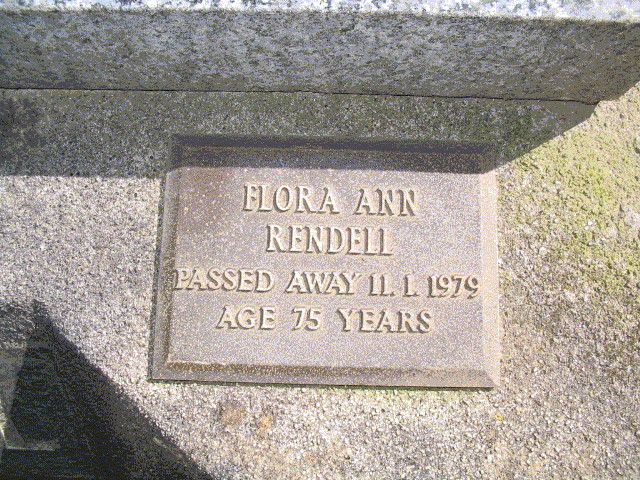 FLORA ANN
RENDELL
PASSED AWAY 11. 1. 1979
AGE 75 YEARS